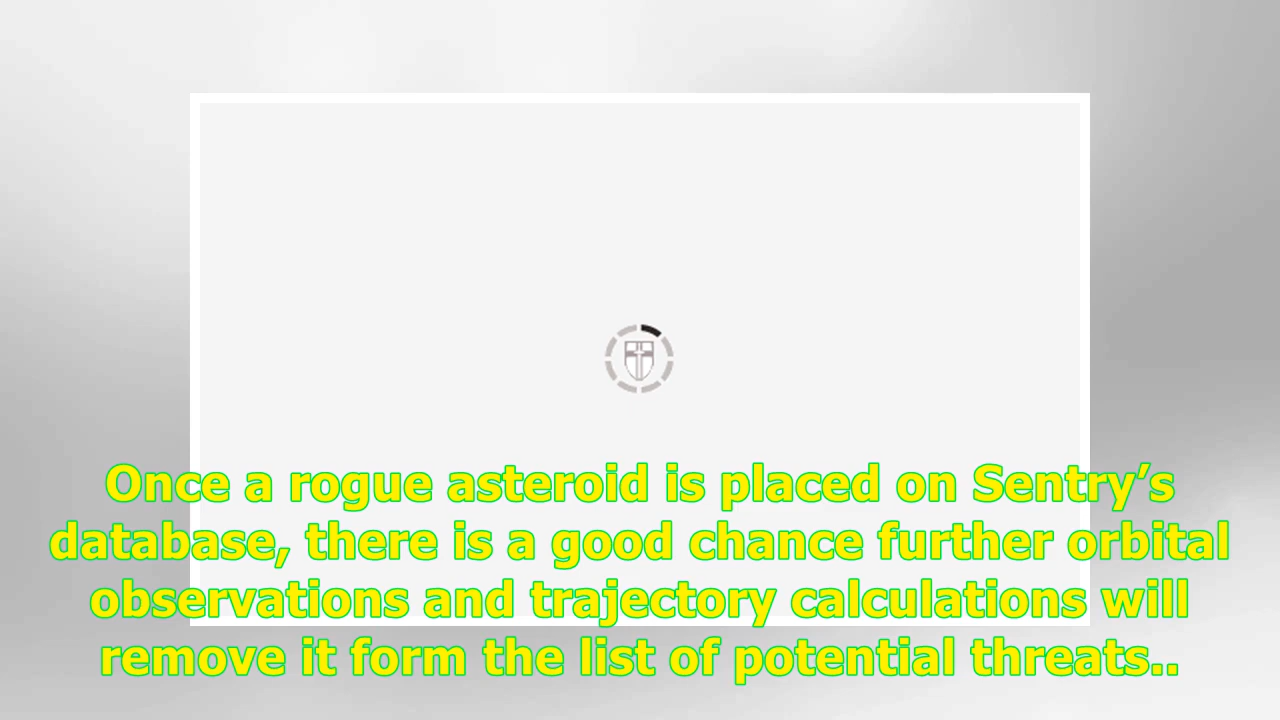 Once a rogue asteroid is placed on Sentry’s
database, there is a good chance further orbital
observations and trajectory calculations will
remove it form the list of potential threats..